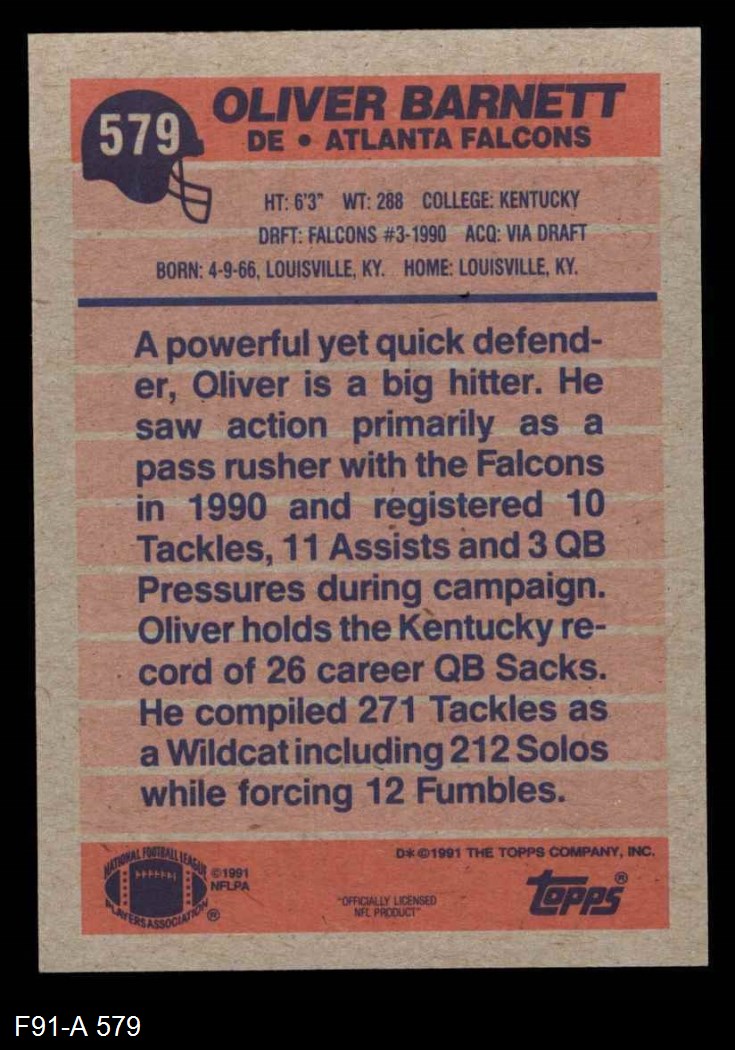 579
OLIVER BARNETT
DE • ATLANTA FALCONS
HT: 6'3" WT: 288 COLLEGE: KENTUCKY
DRFT: FALCONS #3-1990 ACQ: VIA DRAFT
BORN: 4-9-66, LOUISVILLE, KY. HOME: LOUISVILLE, KY.
A powerful yet quick defend-
er, Oliver is a big hitter. He
saw action primarily as a
pass rusher with the Falcons
in 1990 and registered 10
Tackles, 11 Assists and 3 QB
Pressures during campaign.
Oliver holds the Kentucky re-
cord of 26 career QB Sacks.
He compiled 271 Tackles as
a Wildcat including 212 Solos
while forcing 12 Fumbles.
D*©1991 THE TOPPS COMPANY, INC.
NATIONAL FOOTBALL LEAGUE
PLAYERS ASSOCIATION ®
©1991
NFLPA
"OFFICIALLY LICENSED
NFL PRODUCT"
TOPPS®
F91-A 579